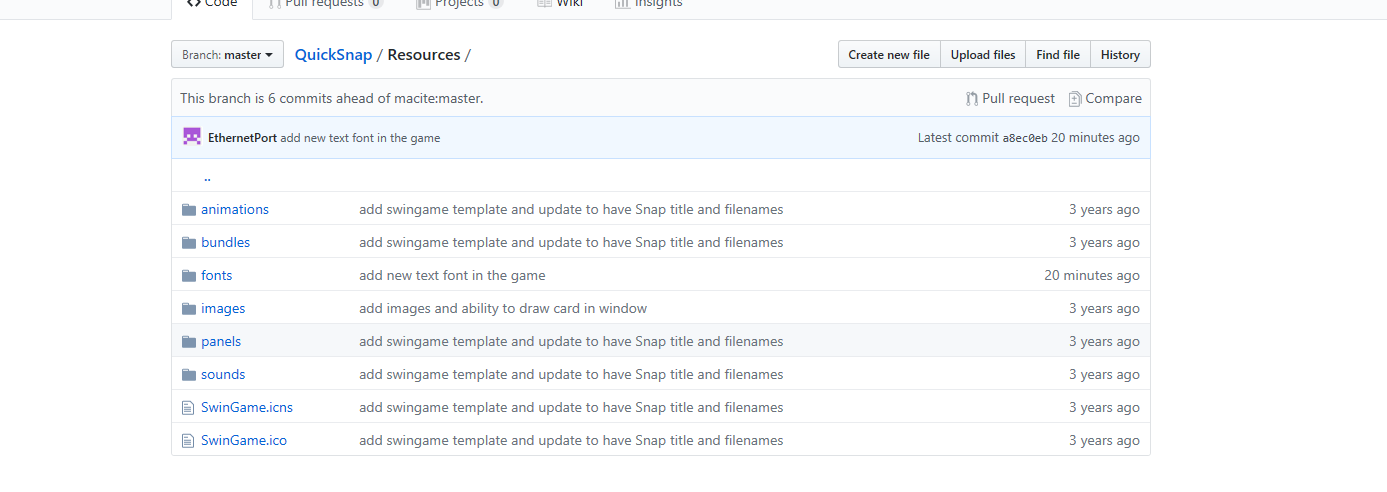 Code Pull requests 0 Projects 0 Wiki Insights
Branch: master QuickSnap / Resources / Create new file Upload files Find file History
This branch is 6 commits ahead of macite:master. Pull request Compare
EthernetPort add new text font in the game Latest commit a8ec0eb 20 minutes ago
..
animations add swingame template and update to have Snap title and filenames 3 years ago
bundles add swingame template and update to have Snap title and filenames 3 years ago
fonts add new text font in the game 20 minutes ago
images add images and ability to draw card in window 3 years ago
panels add swingame template and update to have Snap title and filenames 3 years ago
sounds add swingame template and update to have Snap title and filenames 3 years ago
SwinGame.icns add swingame template and update to have Snap title and filenames 3 years ago
SwinGame.ico add swingame template and update to have Snap title and filenames 3 years ago